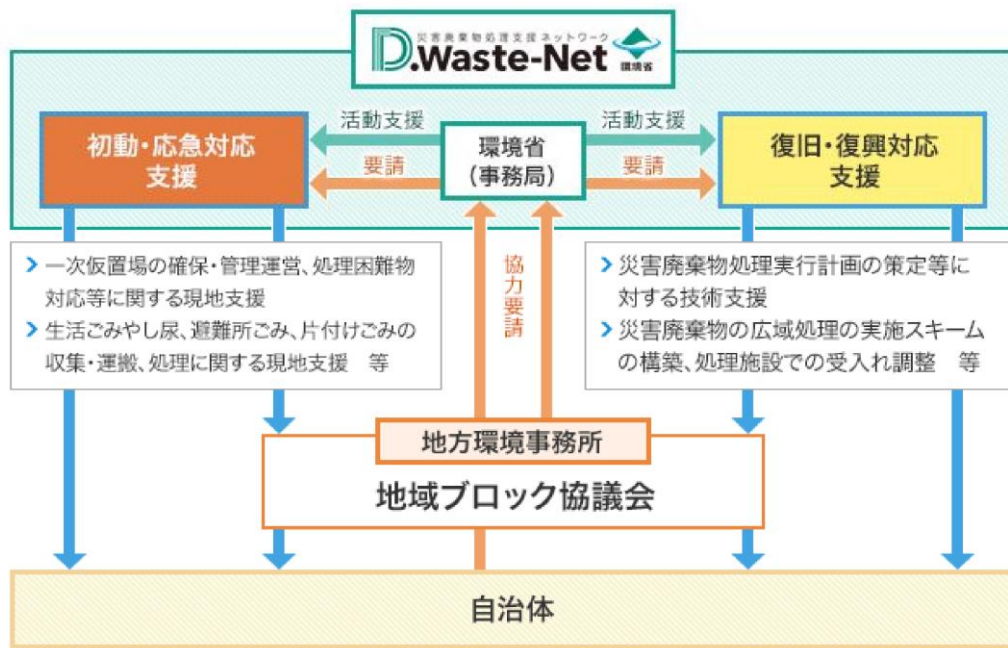 災害廃棄物処理支援ネットワーク
D.Waste-Net
環境省
初動・応急対応
支援
活動支援
要請
環境省
（事務局）
活動支援
要請
復旧・復興対応
支援
一次仮置場の確保・管理運営、処理困難物
対応等に関する現地支援
生活ごみやし尿、避難所ごみ、片付けごみの
収集・運搬、処理に関する現地支援　等
協力要請
災害廃棄物処理実行計画の策定等に
対する技術支援
災害廃棄物の広域処理の実施スキーム
の構築、処理施設での受入れ調整　等
地方環境事務所
地域ブロック協議会
自治体